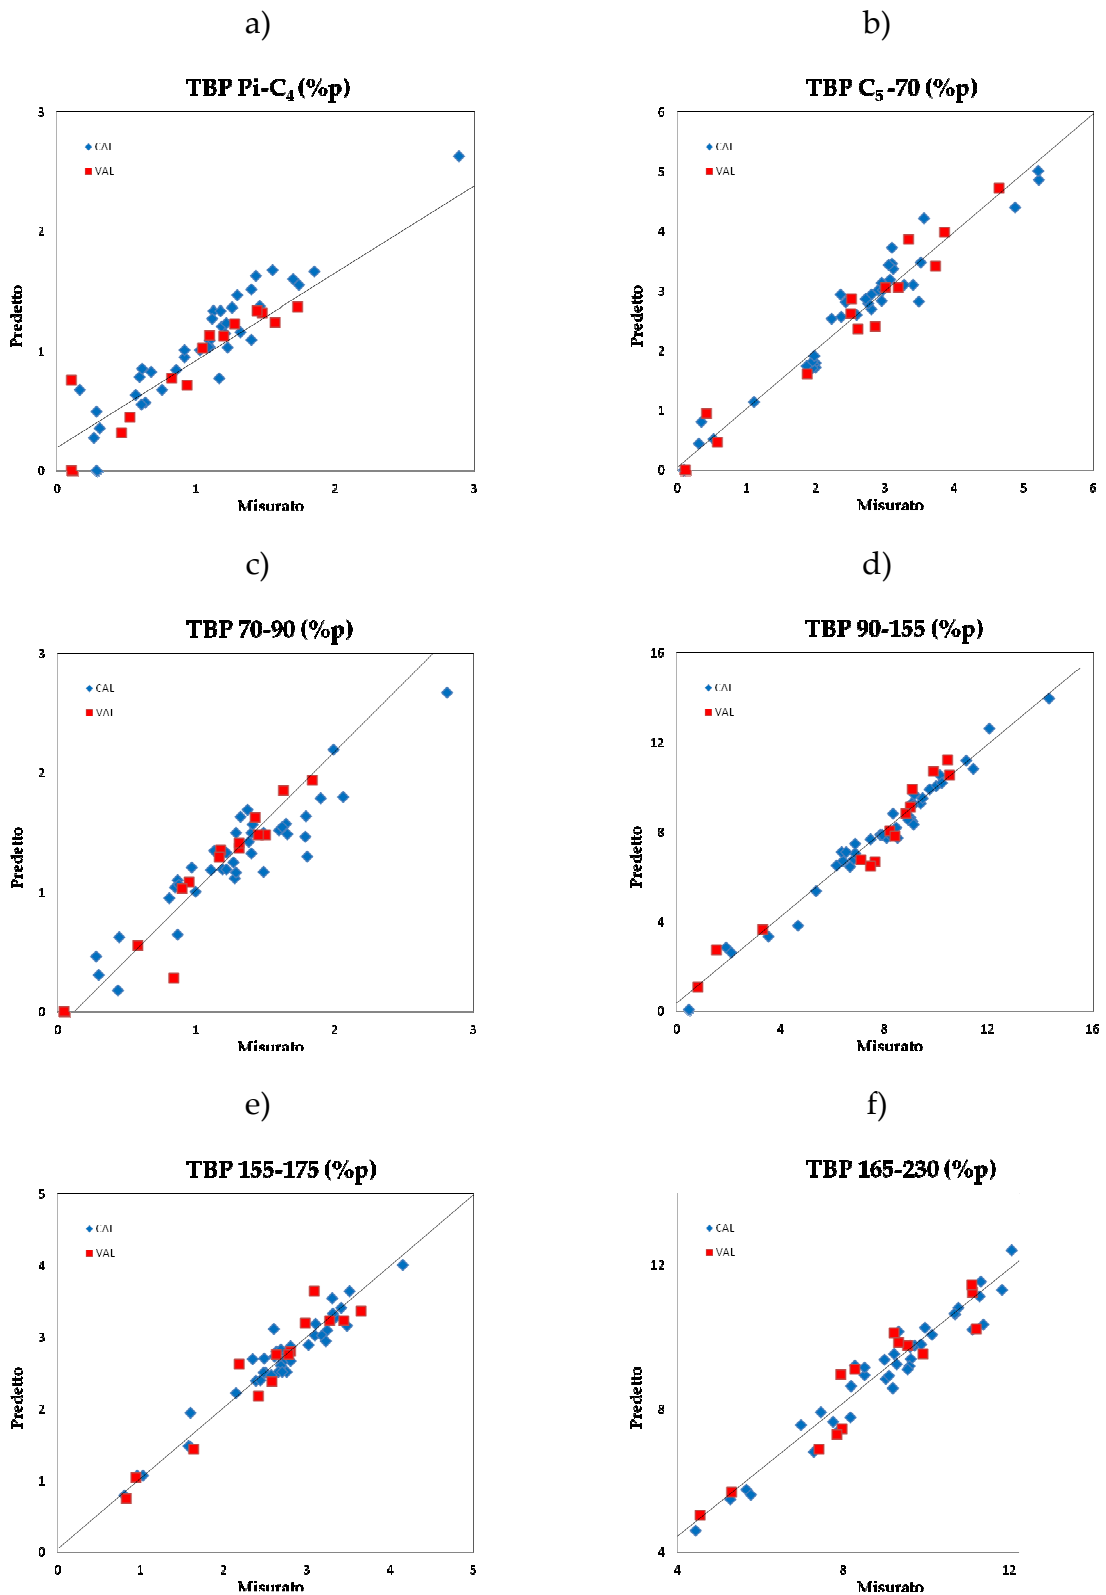 a)
b)
TBP Pi-C₄ (%p)
TBP C₅-70 (%p)
3
2
1
0
0 1 2 3
CAL
VAL
Predetto
Misurato
6
5
4
3
2
1
0
0 1 2 3 4 5 6
CAL
VAL
Predetto
Misurato
c)
d)
TBP 70-90 (%p)
TBP 90-155 (%p)
3
2
1
0
0 1 2 3
CAL
VAL
Predetto
Misurato
16
12
8
4
0
0 4 8 12 16
CAL
VAL
Predetto
Misurato
e)
f)
TBP 155-175 (%p)
TBP 165-230 (%p)
5
4
3
2
1
0
0 1 2 3 4 5
CAL
VAL
Predetto
Misurato
12
8
4
4 8 12
CAL
VAL
Predetto
Misurato